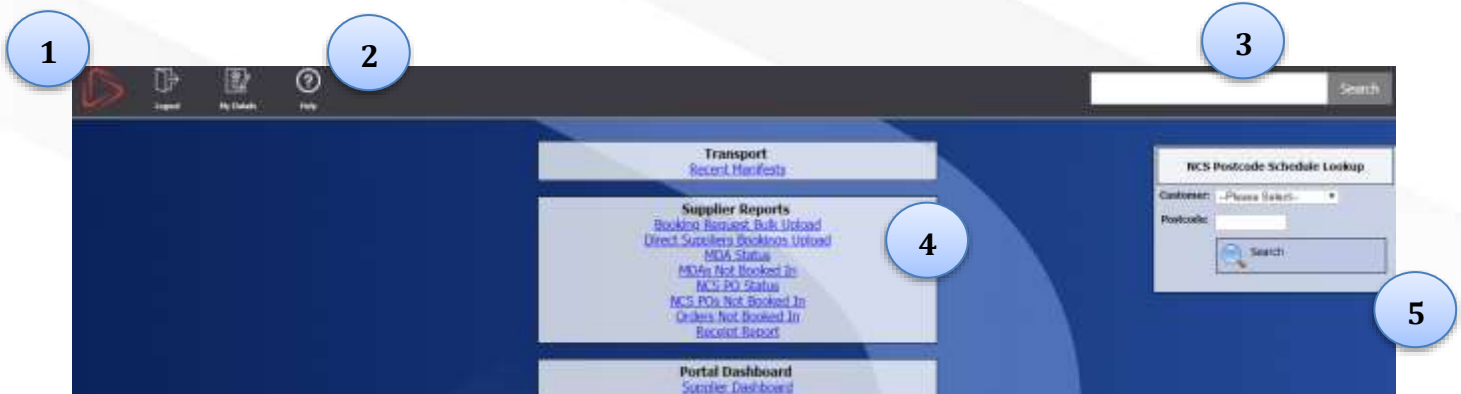 1
2
3
Logout
My Details
Help
Search
Transport
Recent Manifests
NCS Postcode Schedule Lookup
Customer: --Please Select--
Postcode:
Search
Supplier Reports
Booking Request Bulk Upload
Direct Suppliers Bookings Upload
MDA Status
MDAs Not Booked In
NCS PO Status
NCS POs Not Booked In
Orders Not Booked In
Receipt Report
4
5
Portal Dashboard
Supplier Dashboard